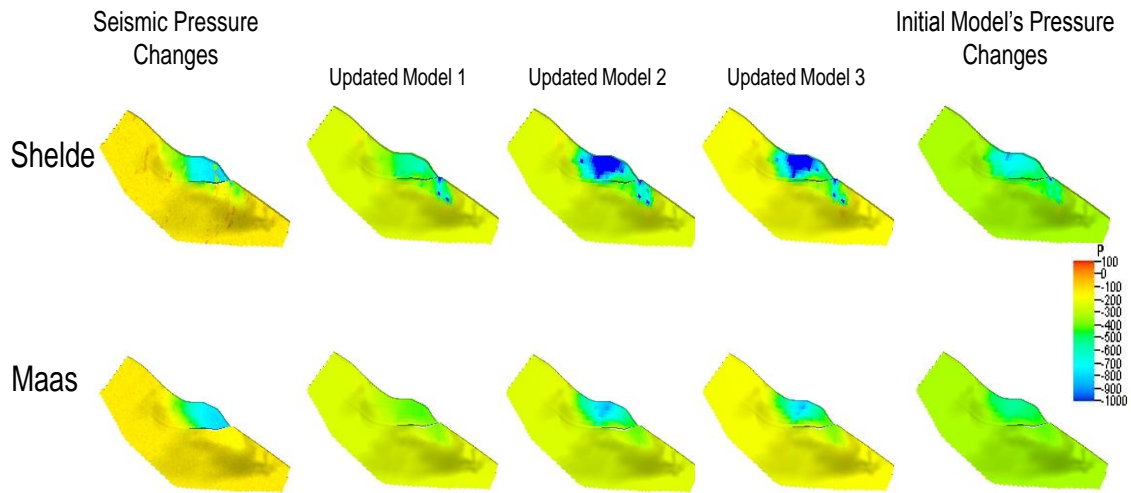 Seismic Pressure
Changes
Initial Model's Pressure
Changes
Updated Model 1
Updated Model 2
Updated Model 3
Shelde
P
100
0
-100
-200
-300
-400
-500
-600
-700
-800
-900
-1000
Maas